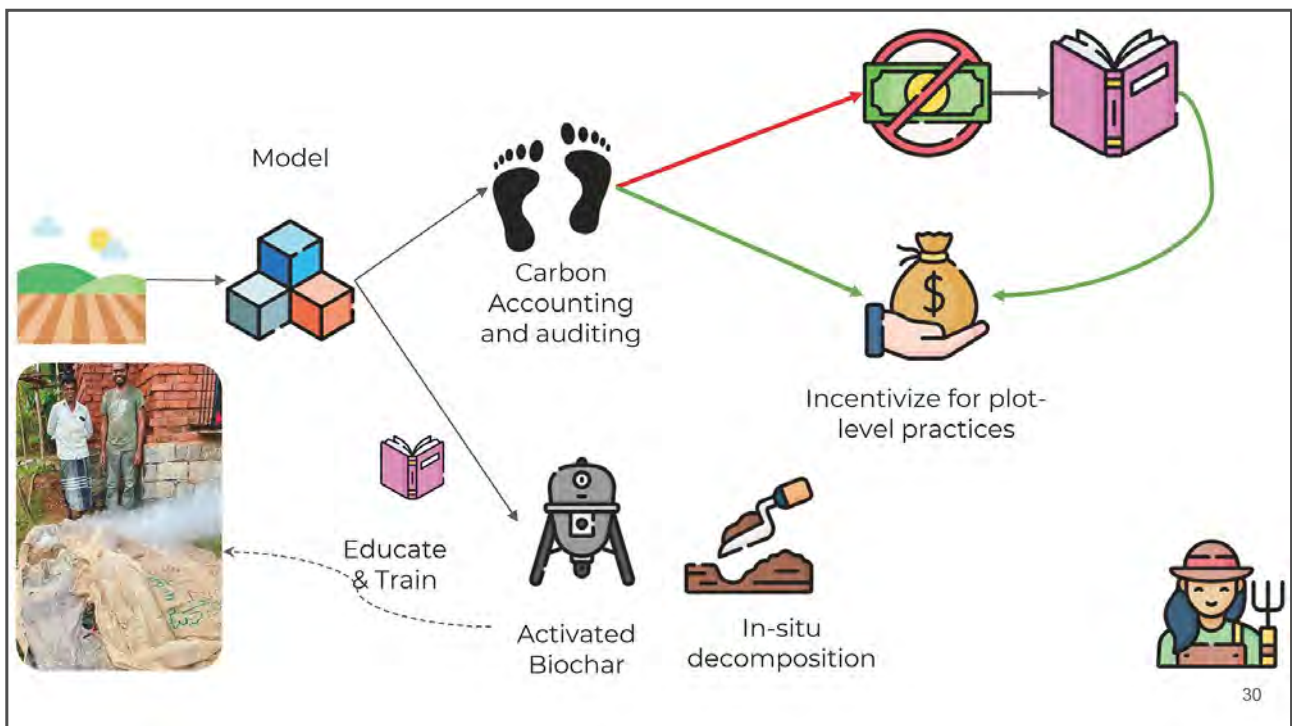 Model
Carbon
Accounting
and auditing
$
Incentivize for plot-
level practices
Educate
& Train
Activated
Biochar
In-situ
decomposition
30